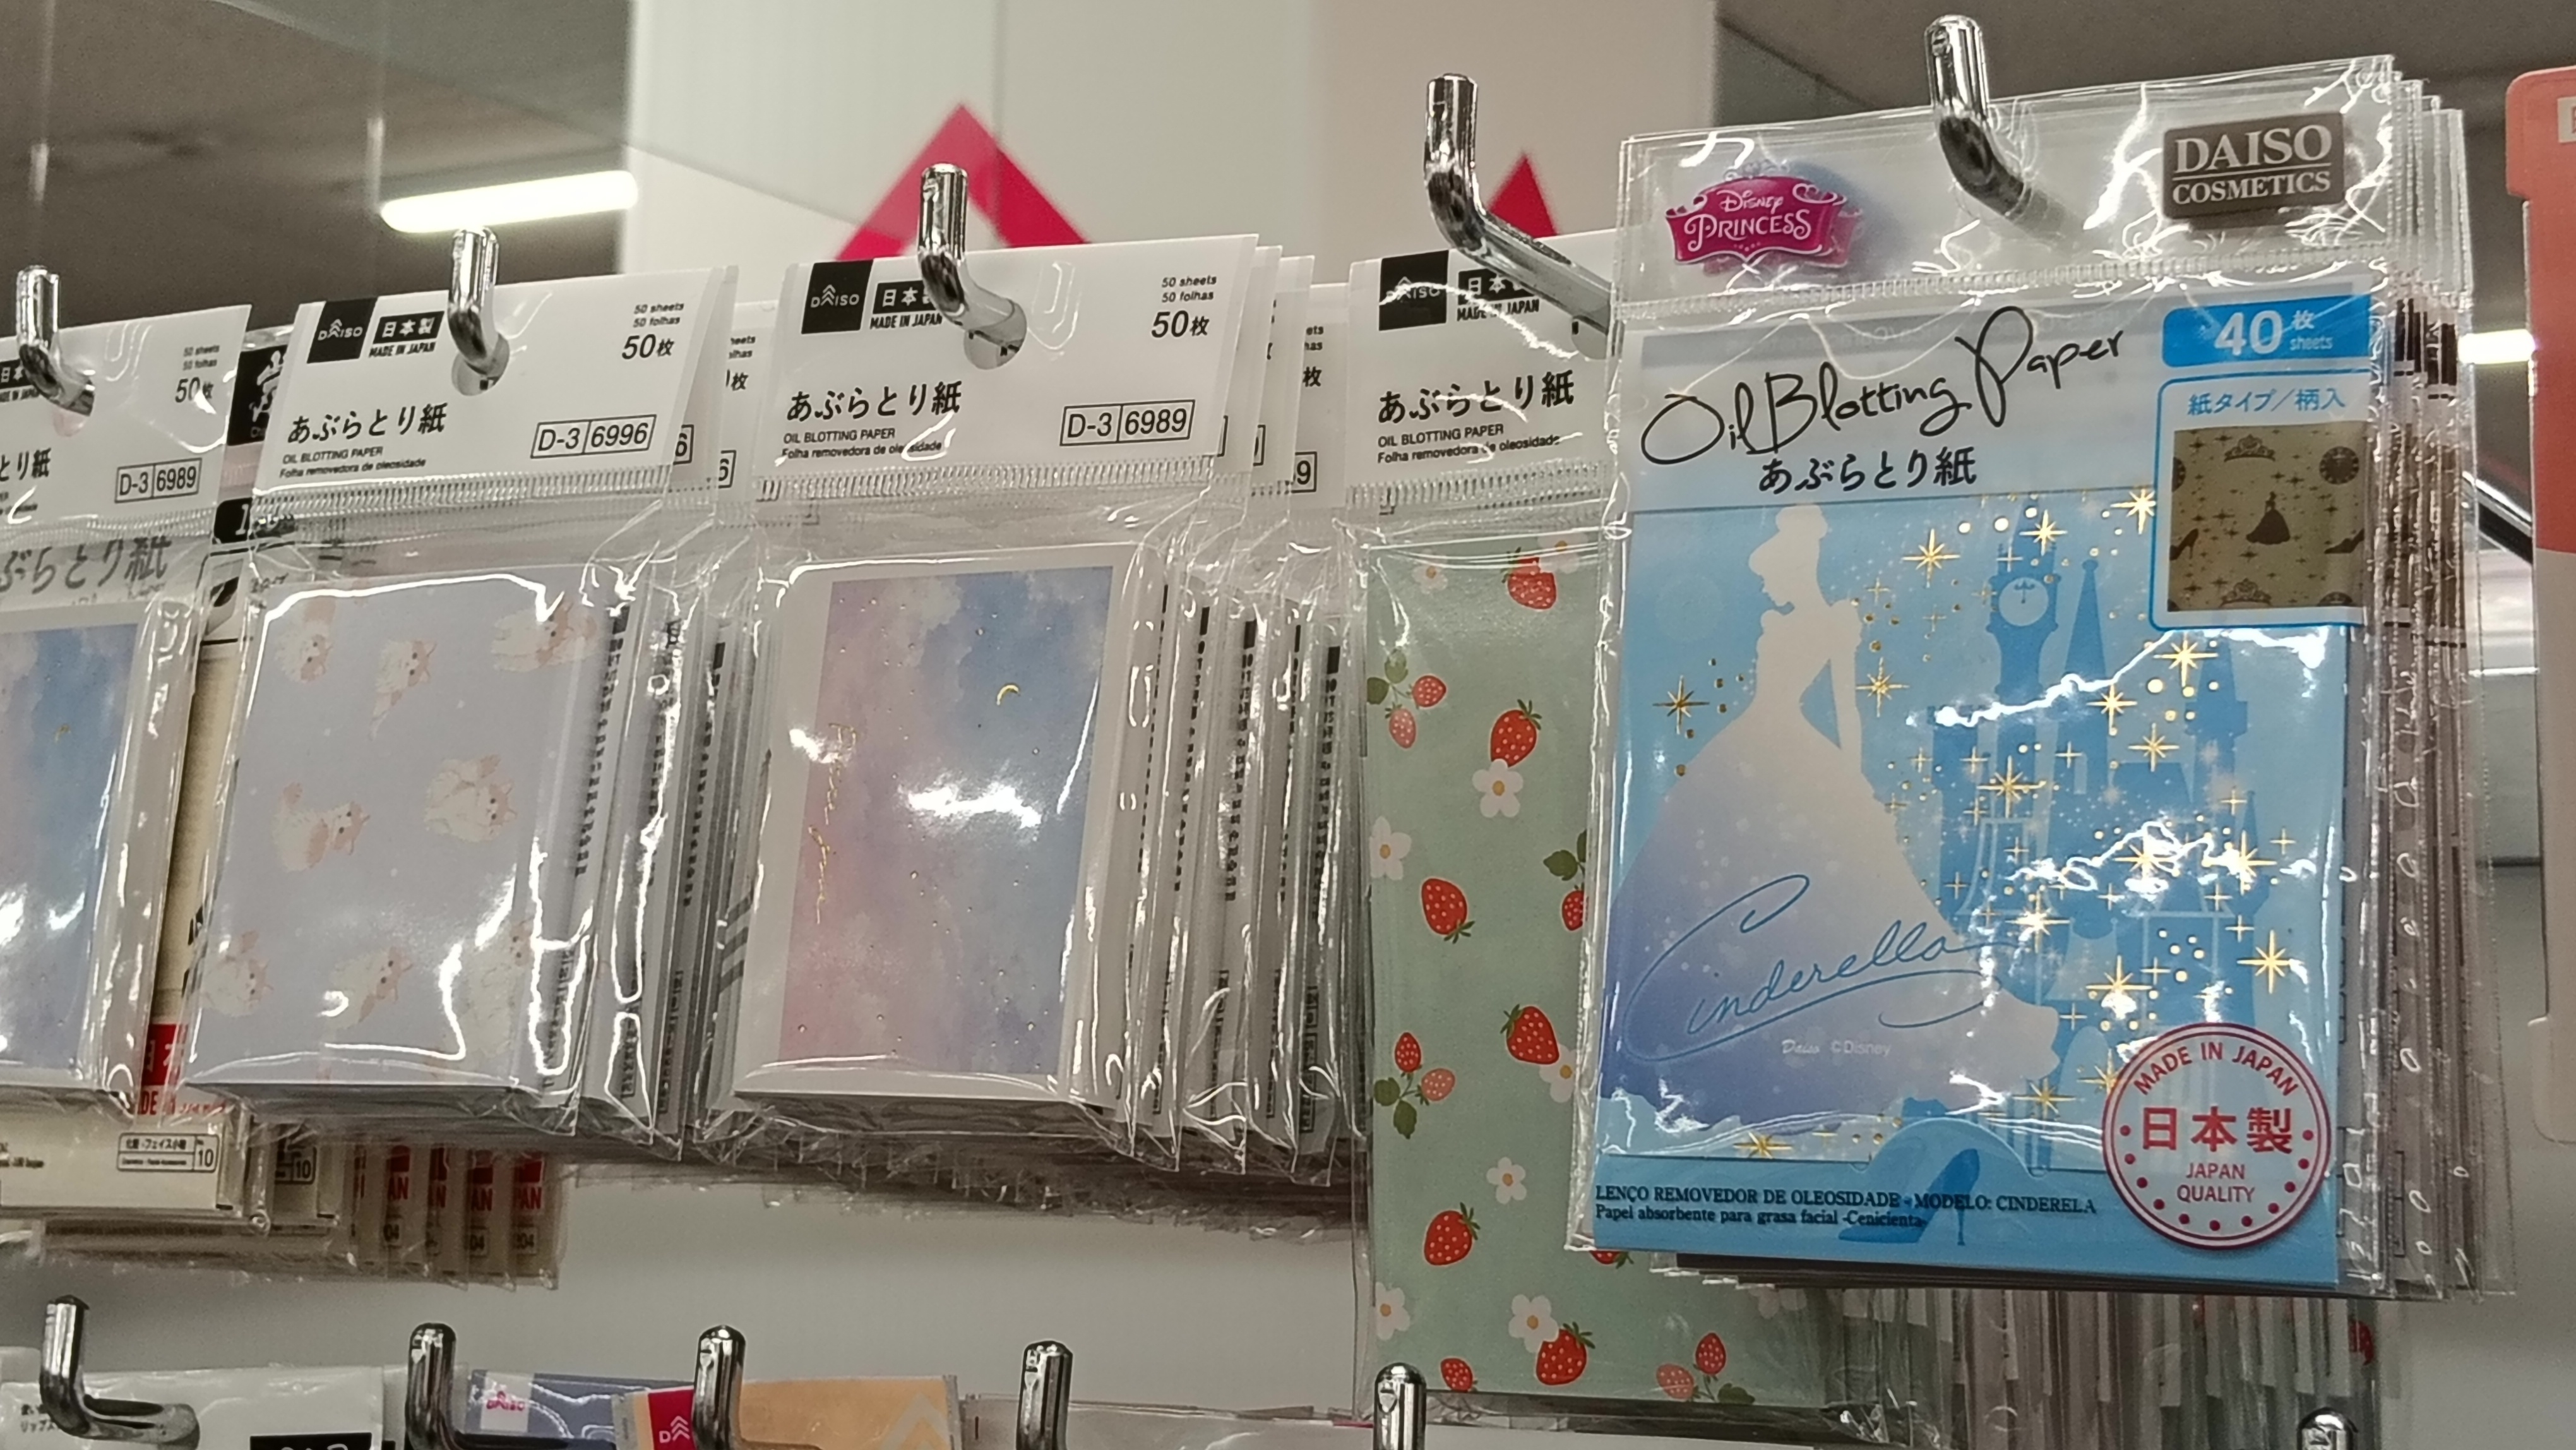 50 sheets
50 folhas
50枚
とり紙
D-3 6989
DAISO
日本製
MADE IN JAPAN
50 sheets
50 folhas
50枚
あぶらとり紙
OIL BLOTTING PAPER
Folha removedora de oleosidade
D-3 6996
DAISO
日本製
MADE IN JAPAN
50 sheets
50 folhas
50枚
あぶらとり紙
OIL BLOTTING PAPER
Folha removedora de oleosidade
D-3 6989
DAISO
日本製
MADE IN JAPAN
あぶらとり紙
OIL BLOTTING PAPER
Folha removedora de oleosidade
DISNEY
PRINCESS
DAISO
COSMETICS
Oil Blotting Paper
あぶらとり紙
40枚
sheets
紙タイプ/柄入
Cinderella
Daiso ©Disney
MADE IN JAPAN
日本製
JAPAN
QUALITY
LENÇO REMOVEDOR DE OLEOSIDADE - MODELO: CINDERELA
Papel absorbente para grasa facial -Cenicienta-
ぶらとり紙
10
10
DAISO